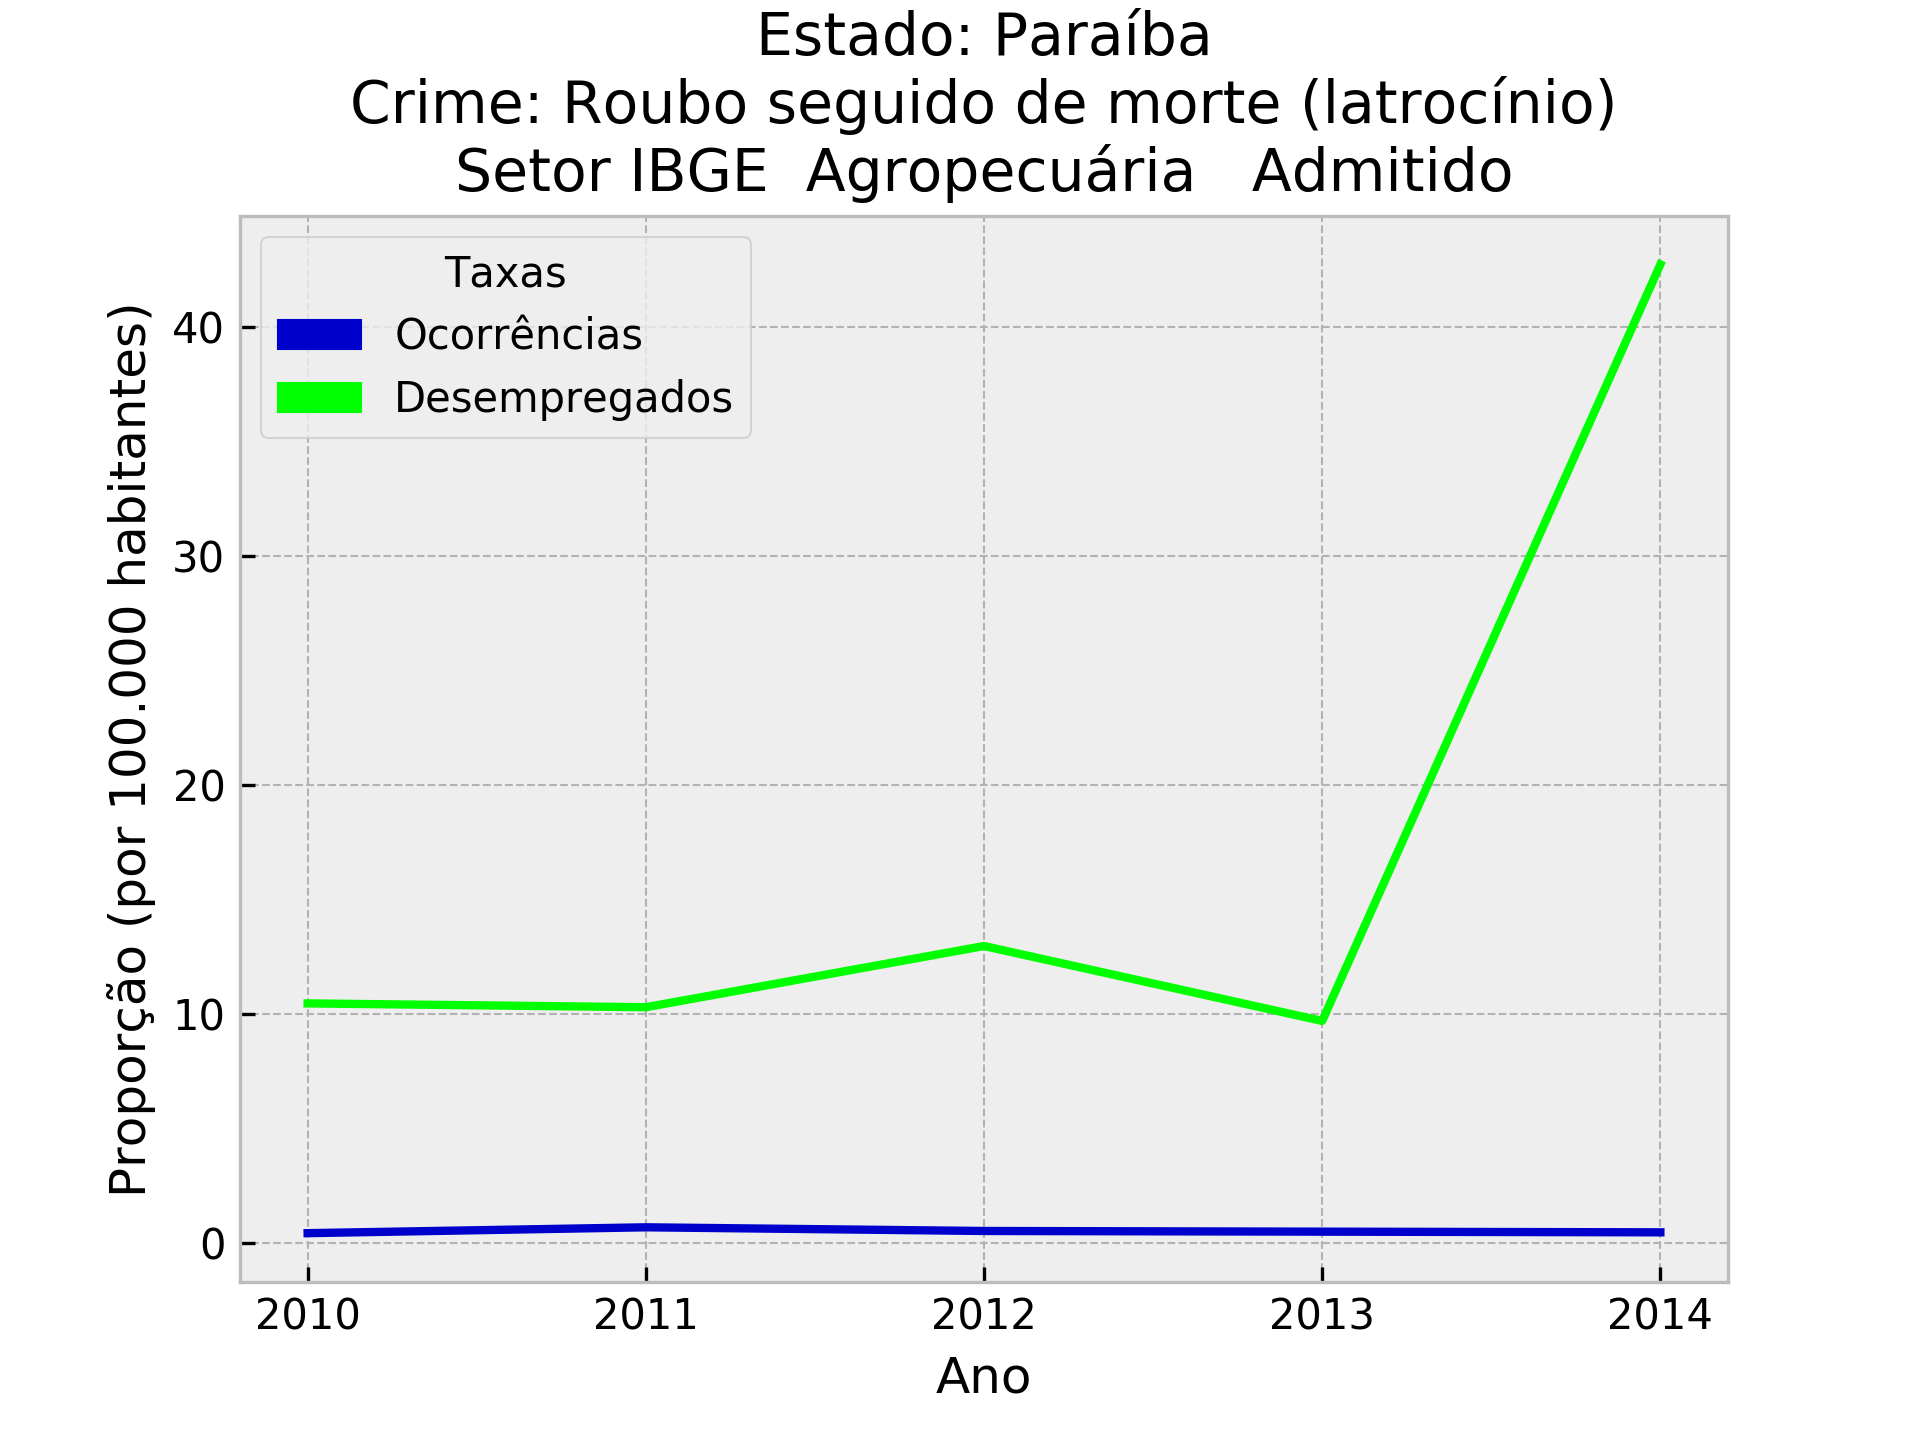 Estado: Paraíba
Crime: Roubo seguido de morte (latrocínio)
Setor IBGE  Agropecuária   Admitido
Taxas
Ocorrências
Desempregados
Proporção (por 100.000 habitantes)
40
30
20
10
0
2010 2011 2012 2013 2014
Ano